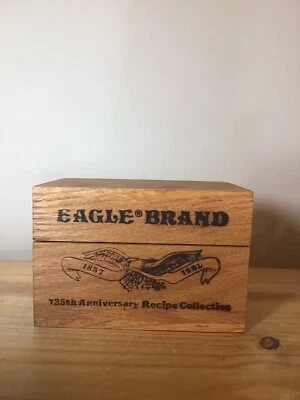 EAGLE® BRAND
1857 1982
125th Anniversary Recipe Collection